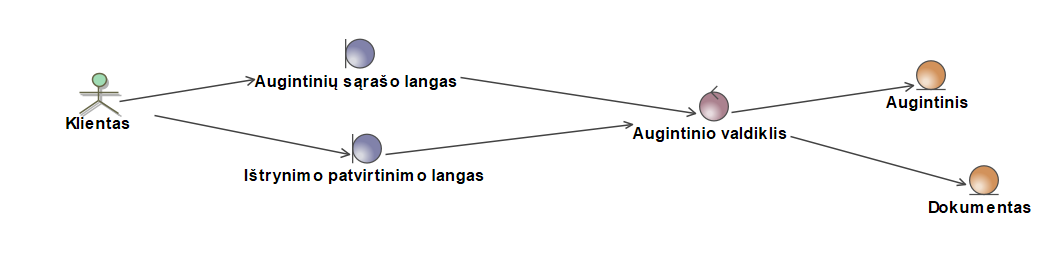 Augintinių sąrašo langas
Klientas
Ištrynimo patvirtinimo langas
Augintinio valdiklis
Augintinis
Dokumentas